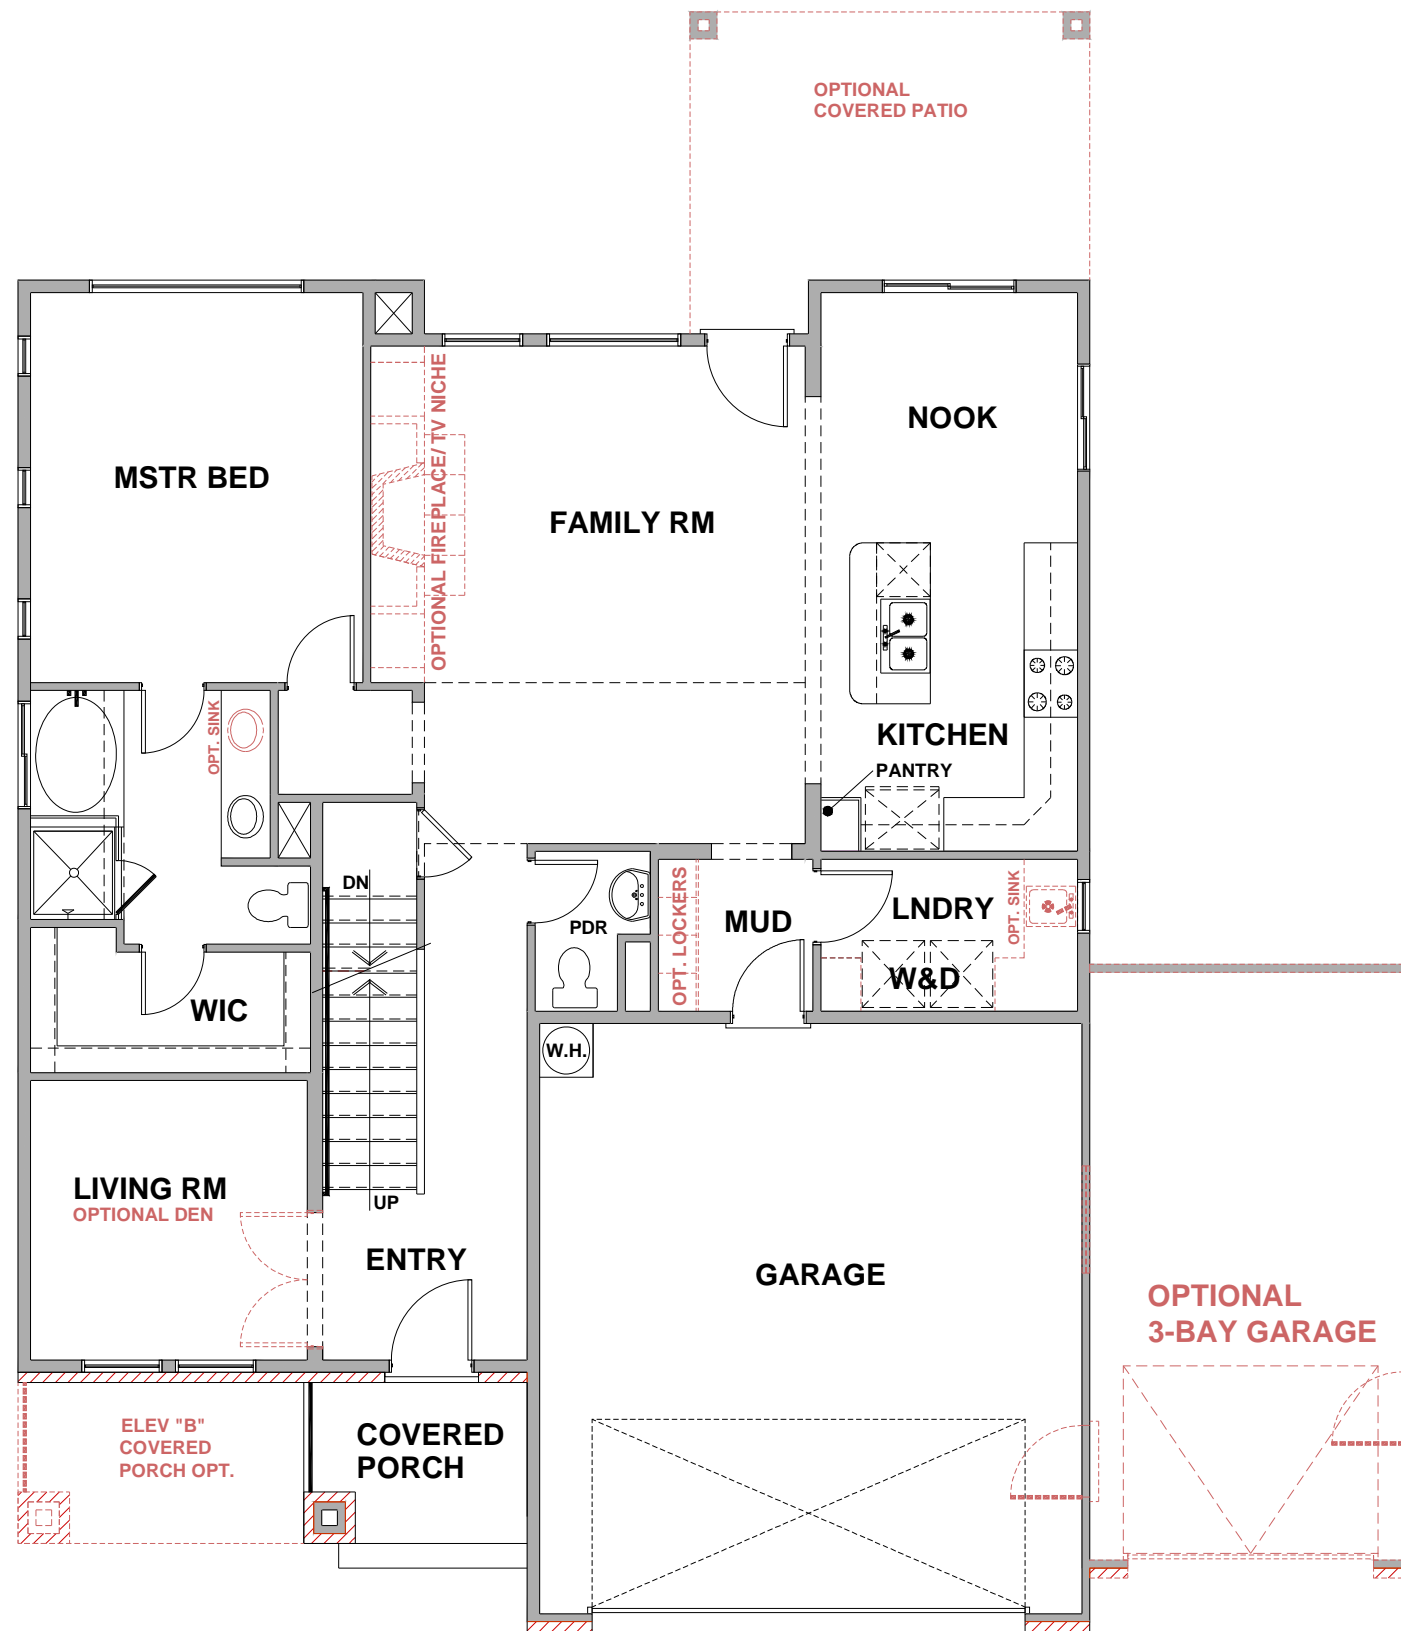 OPTIONAL
COVERED PATIO
OPTIONAL FIREPLACE/ TV NICHE
NOOK
MSTR BED
FAMILY RM
OPT. SINK
KITCHEN
PANTRY
DN
PDR
OPT. LOCKERS
MUD
LNDRY
OPT. SINK
W&D
WIC
W.H.
LIVING RM
OPTIONAL DEN
UP
ENTRY
GARAGE
OPTIONAL
3-BAY GARAGE
ELEV "B"
COVERED
PORCH OPT.
COVERED
PORCH